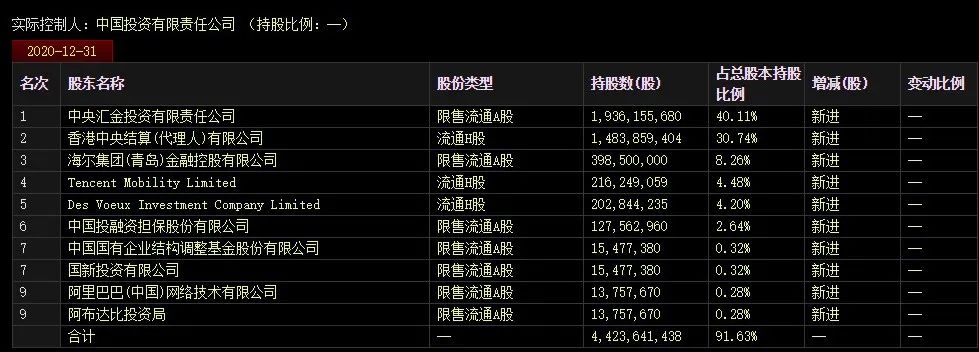 实际控制人: 中国投资有限责任公司 (持股比例: —)
2020-12-31
名次 股东名称 股份类型 持股数(股) 占总股本持股比例 增减(股) 变动比例
1 中央汇金投资有限责任公司 限售流通A股 1,936,155,680 40.11% 新进 —
2 香港中央结算(代理人)有限公司 流通H股 1,483,859,404 30.74% 新进 —
3 海尔集团(青岛)金融控股有限公司 限售流通A股 398,500,000 8.26% 新进 —
4 Tencent Mobility Limited 流通H股 216,249,059 4.48% 新进 —
5 Des Voeux Investment Company Limited 流通H股 202,844,235 4.20% 新进 —
6 中国投融资担保股份有限公司 限售流通A股 127,562,960 2.64% 新进 —
7 中国国有企业结构调整基金股份有限公司 限售流通A股 15,477,380 0.32% 新进 —
7 国新投资有限公司 限售流通A股 15,477,380 0.32% 新进 —
9 阿里巴巴(中国)网络技术有限公司 限售流通A股 13,757,670 0.28% 新进 —
9 阿布达比投资局 限售流通A股 13,757,670 0.28% 新进 —
合计 — 4,423,641,438 91.63% — —